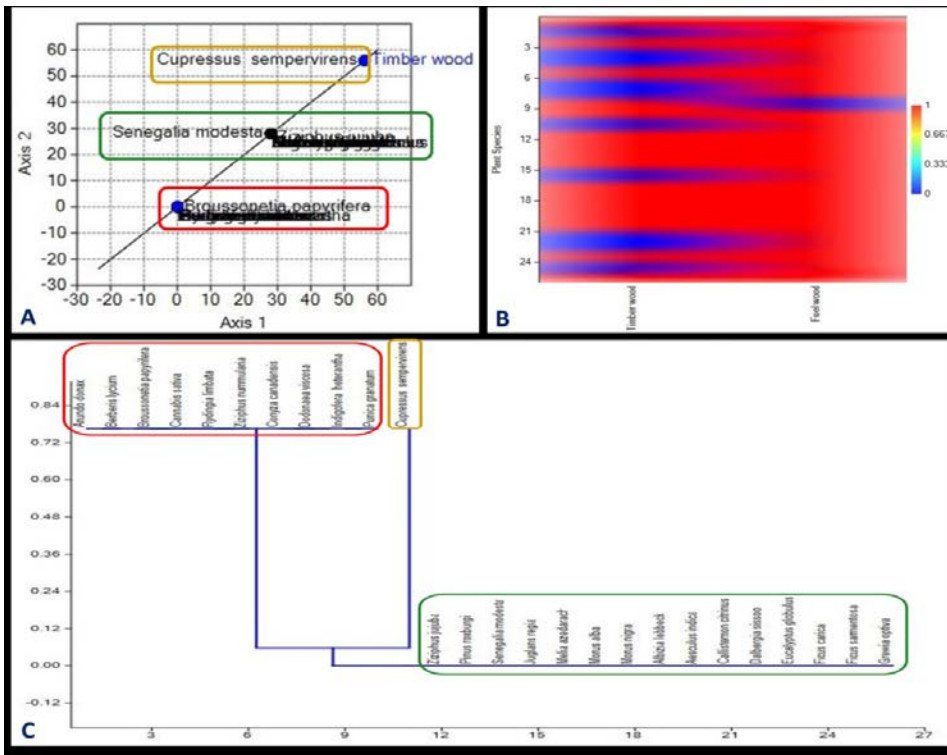 60
50
40
30
20
10
0
-10
-20
-30
Axis 2
Cupressus sempervirens
Timber wood
Senegalia modesta
Ziziphus jujuba
Broussonetia papyrifera
-30 -20 -10 0 10 20 30 40 50 60
Axis 1
A
3
6
9
12
15
18
21
24
Plant Species
Timber wood
Fuel wood
1
0.667
0.333
0
B
0.84
0.72
0.60
0.48
0.36
0.24
0.12
0.00
-0.12
Arundo donax
Berberis lycium
Broussonetia papyrifera
Cannabis sativa
Ziziphus nummularia
Conyza canadensis
Dodonaea viscosa
Indigofera heterantha
Punica granatum
Cupressus sempervirens
Ziziphus jujuba
Pinus roxburgi
Senegalia modesta
Juglans regia
Melia azedarach
Morus alba
Morus nigra
Albizia lebbeck
Aesculus indica
Callistemon citrinus
Dalbergia sissoo
Eucalyptus globulus
Ficus carica
Ficus sarmentosa
Grewia optiva
3 6 9 12 15 18 21 24 27
C